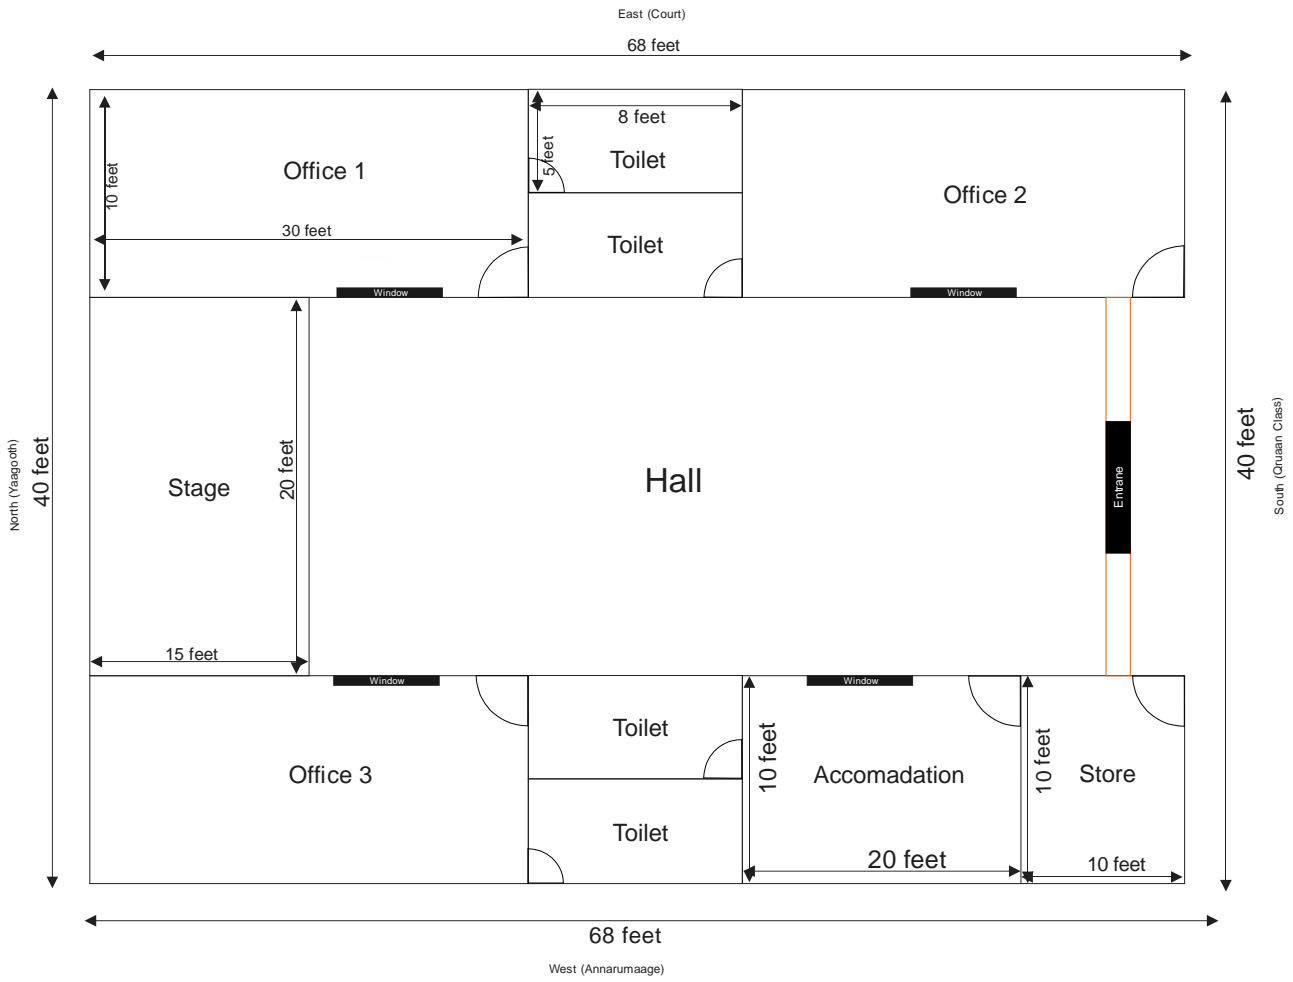 East (Court)
68 feet
8 feet
5 feet
Toilet
Office 1
10 feet
Office 2
30 feet
Toilet
Window
Window
North (Yaagooth)
40 feet
Stage
20 feet
Hall
Entrane
40 feet
South (Qruaan Class)
15 feet
Window
Window
Toilet
10 feet
10 feet
Office 3
Accomadation
Store
Toilet
20 feet
10 feet
68 feet
West (Annarumaage)